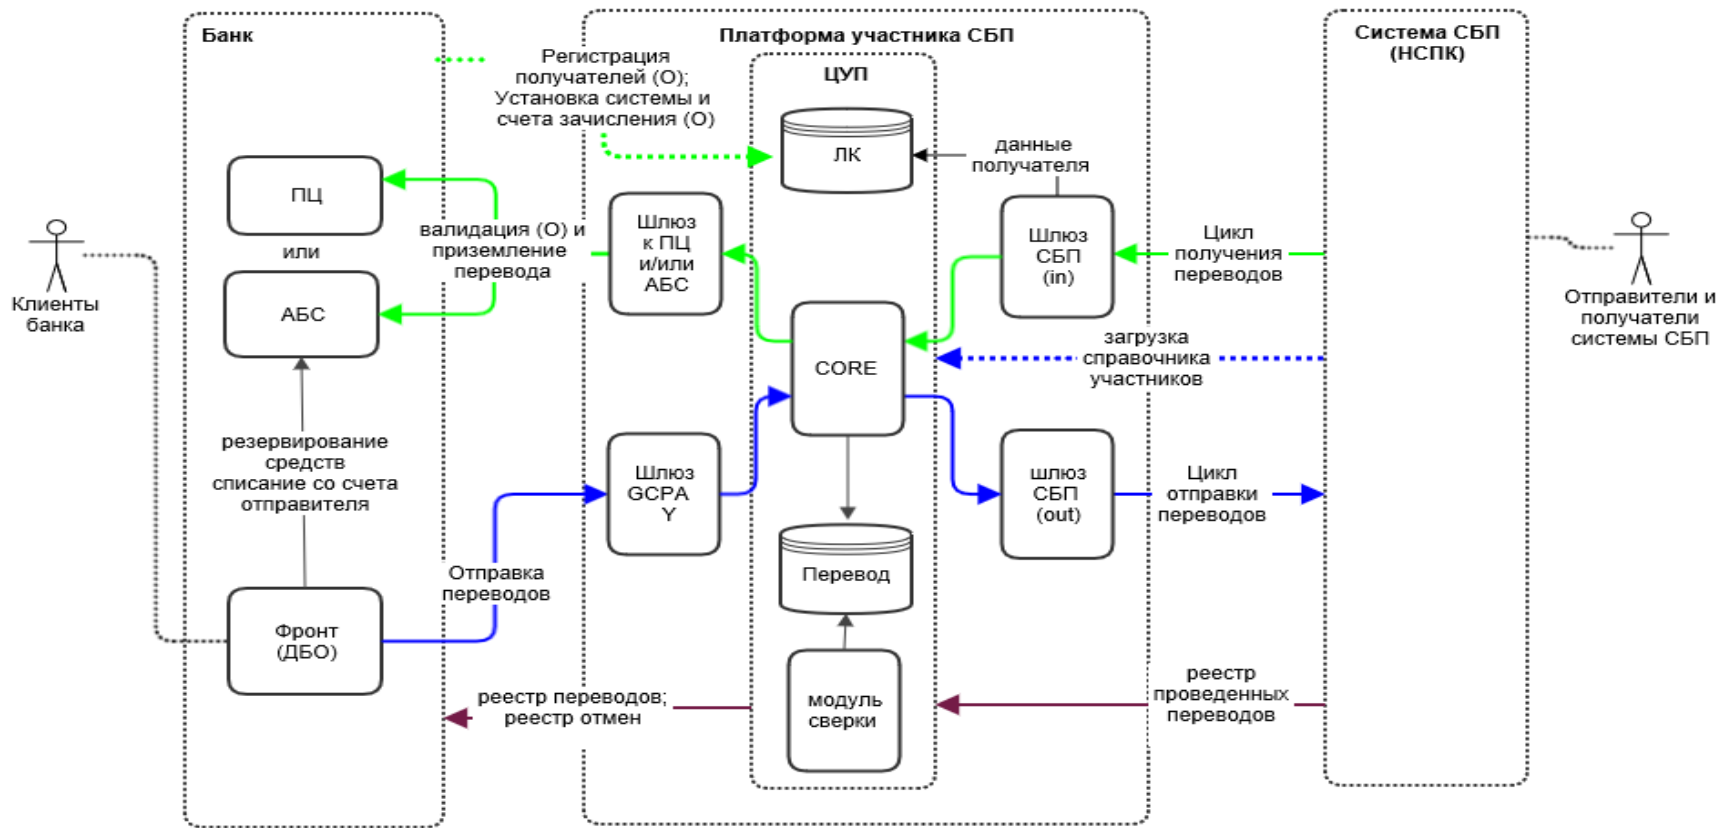 Банк
Платформа участника СБП
Система СБП
(НСПК)
Регистрация
получателей (О);
Установка системы и
счета зачисления (О)
ЦУП
ЛК
данные
получателя
ПЦ
или
АБС
валидация (О) и
приземление
перевода
Шлюз
к ПЦ
и/или
АБС
Шлюз
СБП
(in)
Цикл
получения
переводов
Клиенты
банка
Отправители и
получатели
системы СБП
CORE
загрузка
справочника
участников
резервирование
средств
списание со счета
отправителя
Шлюз
GCPA
Y
шлюз
СБП
(out)
Цикл
отправки
переводов
Отправка
переводов
Перевод
Фронт
(ДБО)
реестр переводов;
реестр отмен
модуль
сверки
реестр
проведенных
переводов